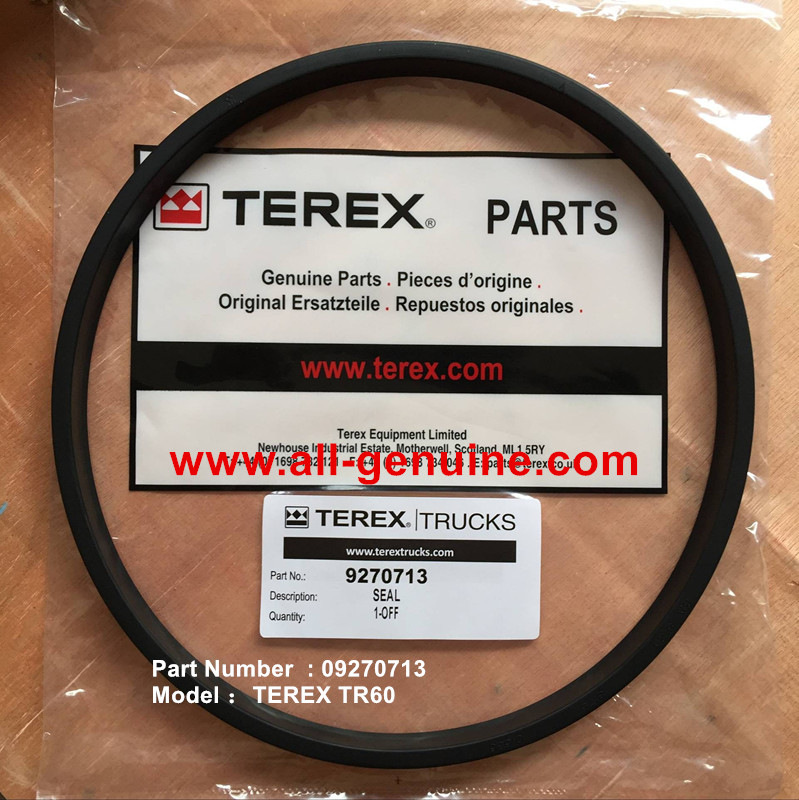 TEREX® PARTS
Genuine Parts . Pieces d'origine .
Original Ersatzteile . Repuestos originales .
www.terex.com
Terex Equipment Limited
Newhouse Industrial Estate, Motherwell, Scotland, ML1 5RY
www.all-genuine.com
TEREX® TRUCKS
www.terextrucks.com
Part No.: 9270713
Description: SEAL
Quantity: 1-OFF
Part Number : 09270713
Model : TEREX TR60